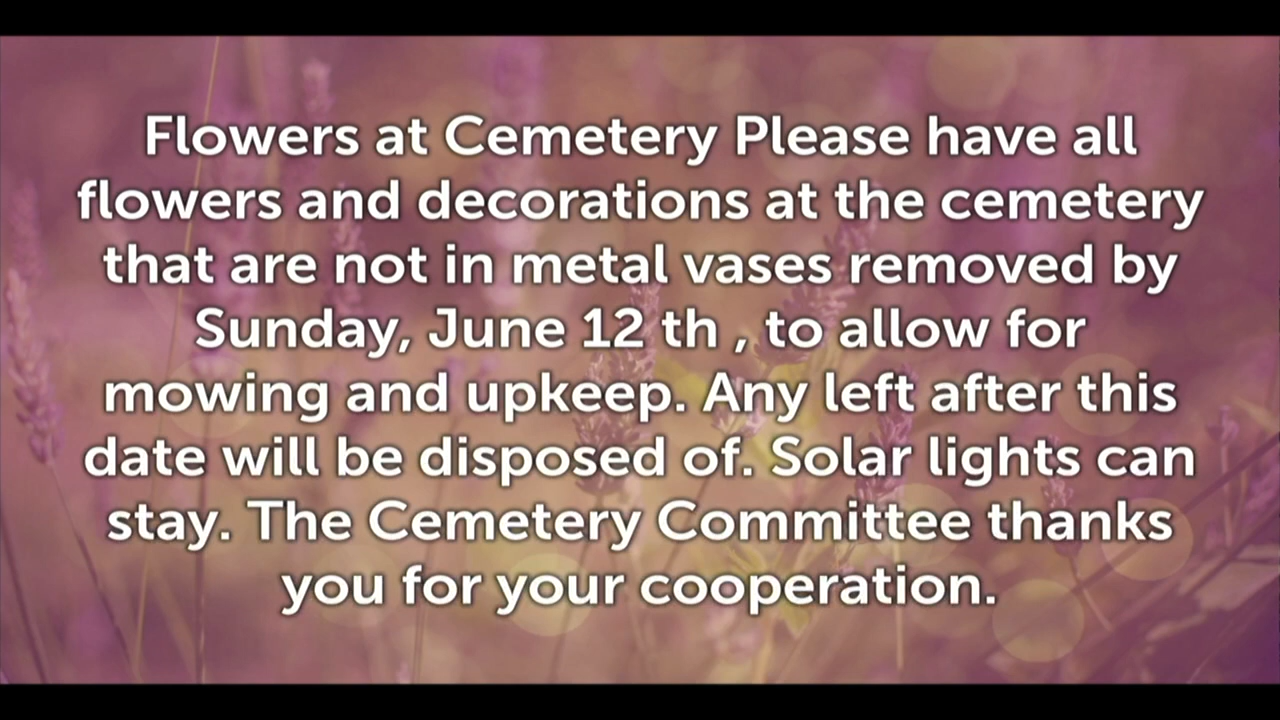 Flowers at Cemetery Please have all
flowers and decorations at the cemetery
that are not in metal vases removed by
Sunday, June 12 th , to allow for
mowing and upkeep. Any left after this
date will be disposed of. Solar lights can
stay. The Cemetery Committee thanks
you for your cooperation.